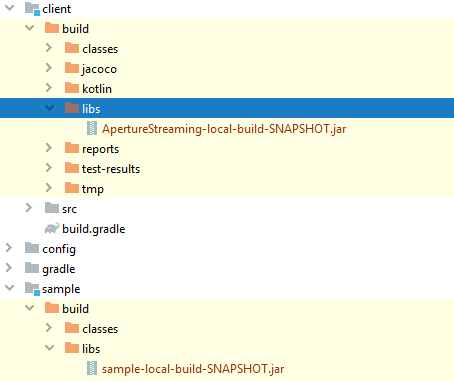 client
build
classes
jacoco
kotlin
libs
ApertureStreaming-local-build-SNAPSHOT.jar
reports
test-results
tmp
src
build.gradle
config
gradle
sample
build
classes
libs
sample-local-build-SNAPSHOT.jar